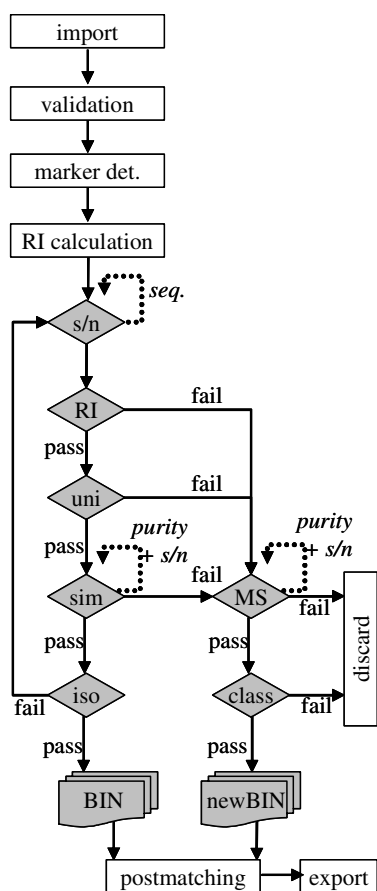 import
validation
marker det.
RI calculation
seq.
s/n
fail
RI
pass
fail
uni
pass
purity
+ s/n
purity
+ s/n
fail
sim
MS
fail
pass
pass
discard
iso
class
fail
fail
pass
pass
BIN
newBIN
postmatching
export